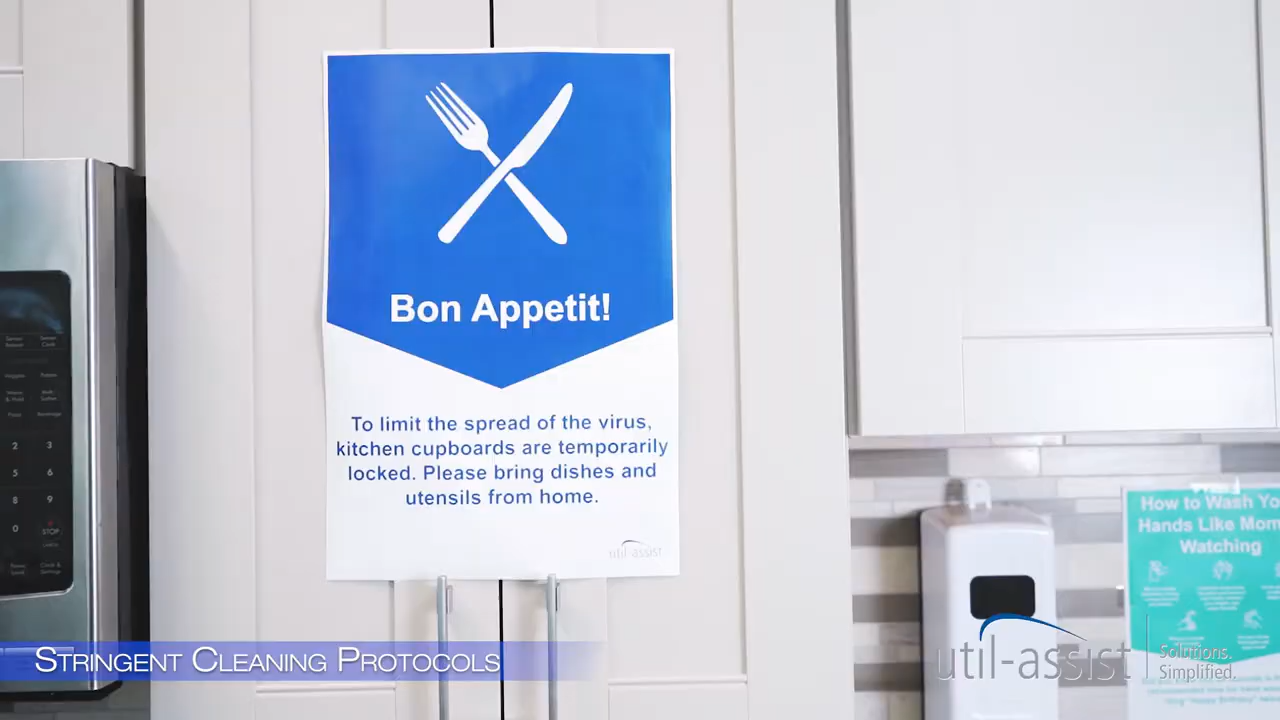 Bon Appetit!
To limit the spread of the virus,
kitchen cupboards are temporarily
locked. Please bring dishes and
utensils from home.
util-assist
How to Wash Yo
Hands Like Mom
Watching
2 3
5 6
8 9
0 STOP
STRINGENT CLEANING PROTOCOLS
util-assist
Solutions.
Simplified.